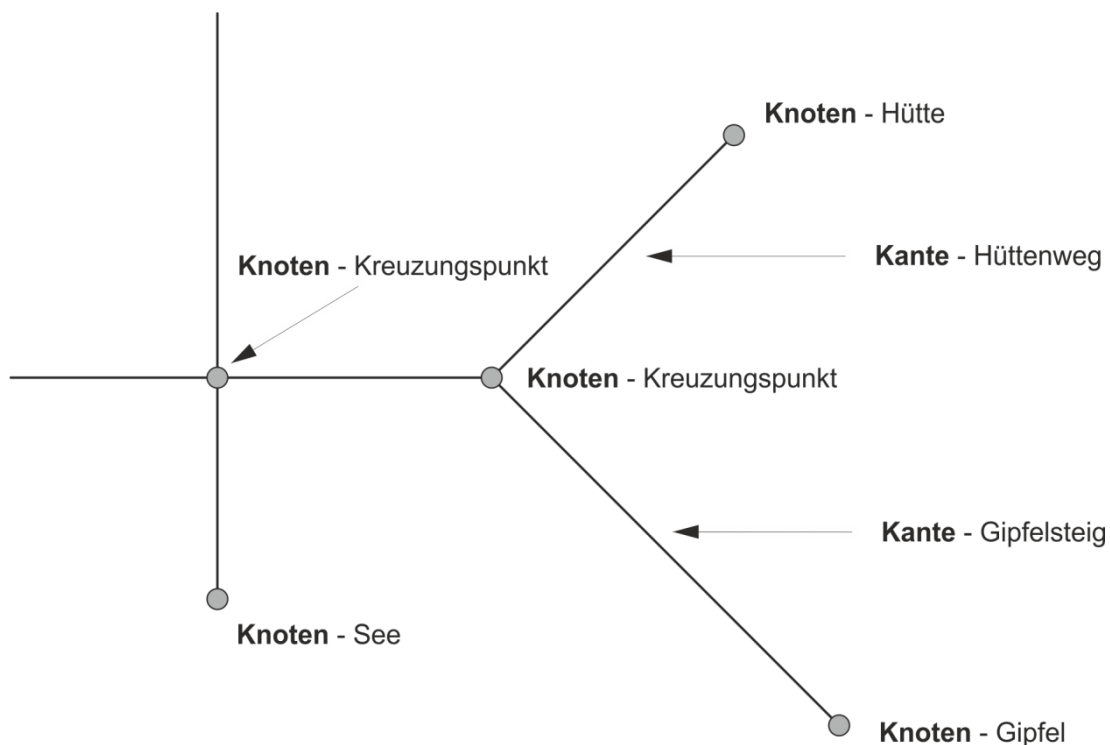 Knoten - Hütte
Kante - Hüttenweg
Knoten - Kreuzungspunkt
Knoten - Kreuzungspunkt
Kante - Gipfelsteig
Knoten - See
Knoten - Gipfel